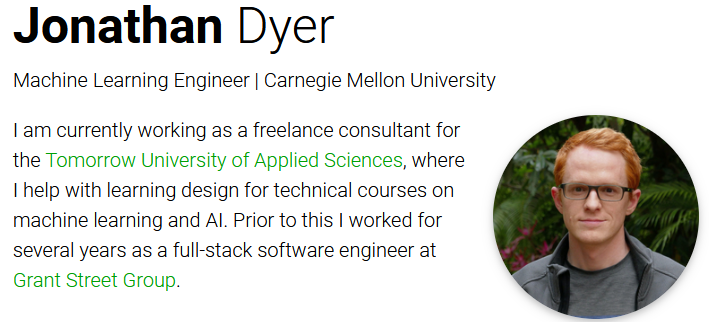 Jonathan Dyer
Machine Learning Engineer | Carnegie Mellon University
I am currently working as a freelance consultant for
the Tomorrow University of Applied Sciences, where
I help with learning design for technical courses on
machine learning and AI. Prior to this I worked for
several years as a full-stack software engineer at
Grant Street Group.